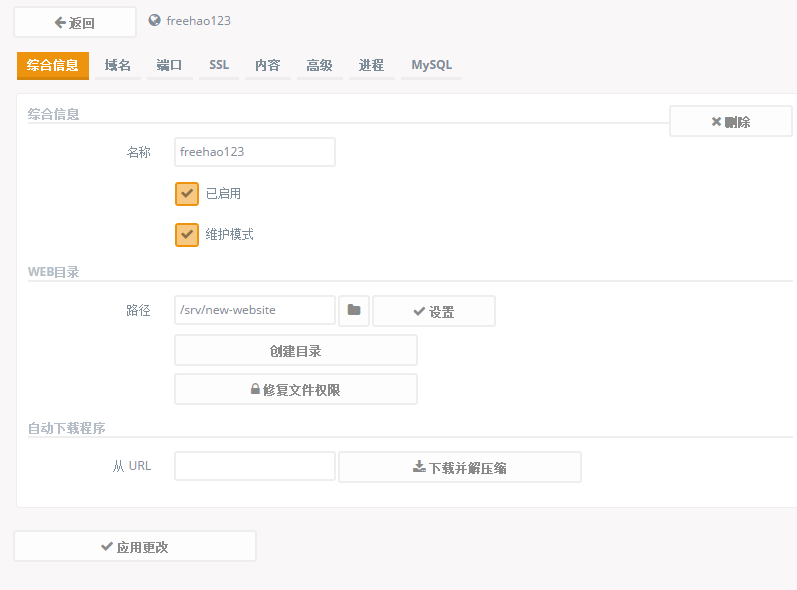 返回 freehao123
综合信息 域名 端口 SSL 内容 高级 进程 MySQL
综合信息
删除
名称 freehao123
已启用
维护模式
WEB目录
路径 /srv/new-website 设置
创建目录
修复文件权限
自动下载程序
从 URL 下载并解压缩
应用更改